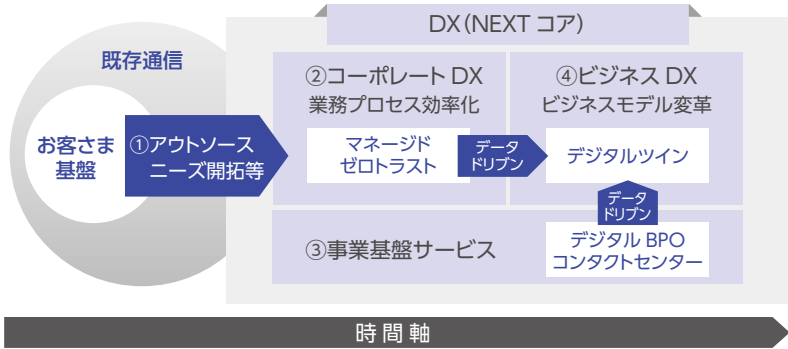 DX（NEXT コア）
既存通信
お客さま
基盤
①アウトソース
ニーズ開拓等
②コーポレート DX
業務プロセス効率化
マネージド
ゼロトラスト
データ
ドリブン
④ビジネス DX
ビジネスモデル変革
デジタルツイン
データ
ドリブン
③事業基盤サービス
デジタル BPO
コンタクトセンター
時間軸